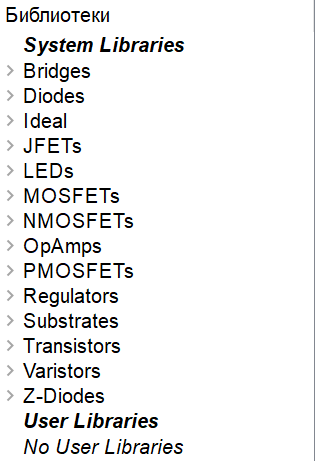 Библиотеки
System Libraries
Bridges
Diodes
Ideal
JFETs
LEDs
MOSFETs
NMOSFETs
OpAmps
PMOSFETs
Regulators
Substrates
Transistors
Varistors
Z-Diodes
User Libraries
No User Libraries